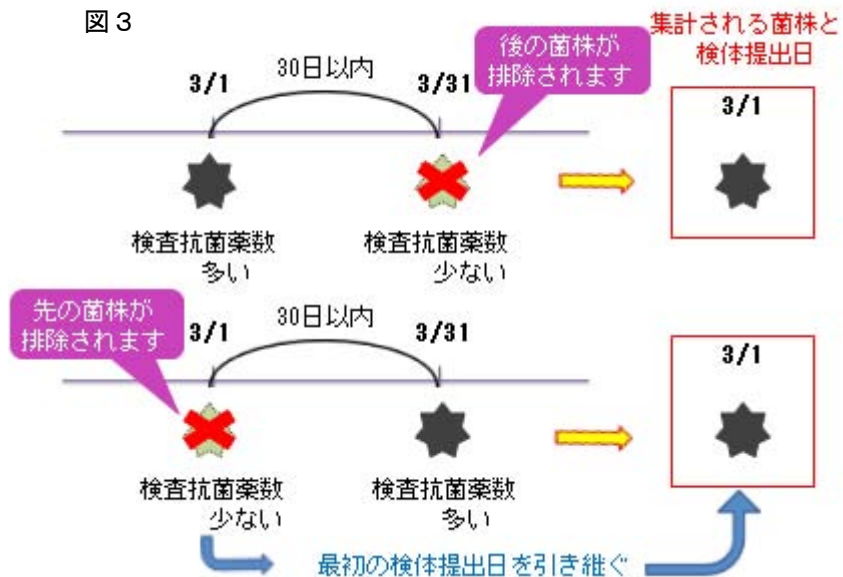 図3
集計される菌株と
検体提出日
後の菌株が
排除されます
30日以内
3/1
3/31
3/1
検査抗菌薬数
多い
検査抗菌薬数
少ない
先の菌株が
排除されます
30日以内
3/1
3/31
3/1
検査抗菌薬数
少ない
検査抗菌薬数
多い
最初の検体提出日を引き継ぐ